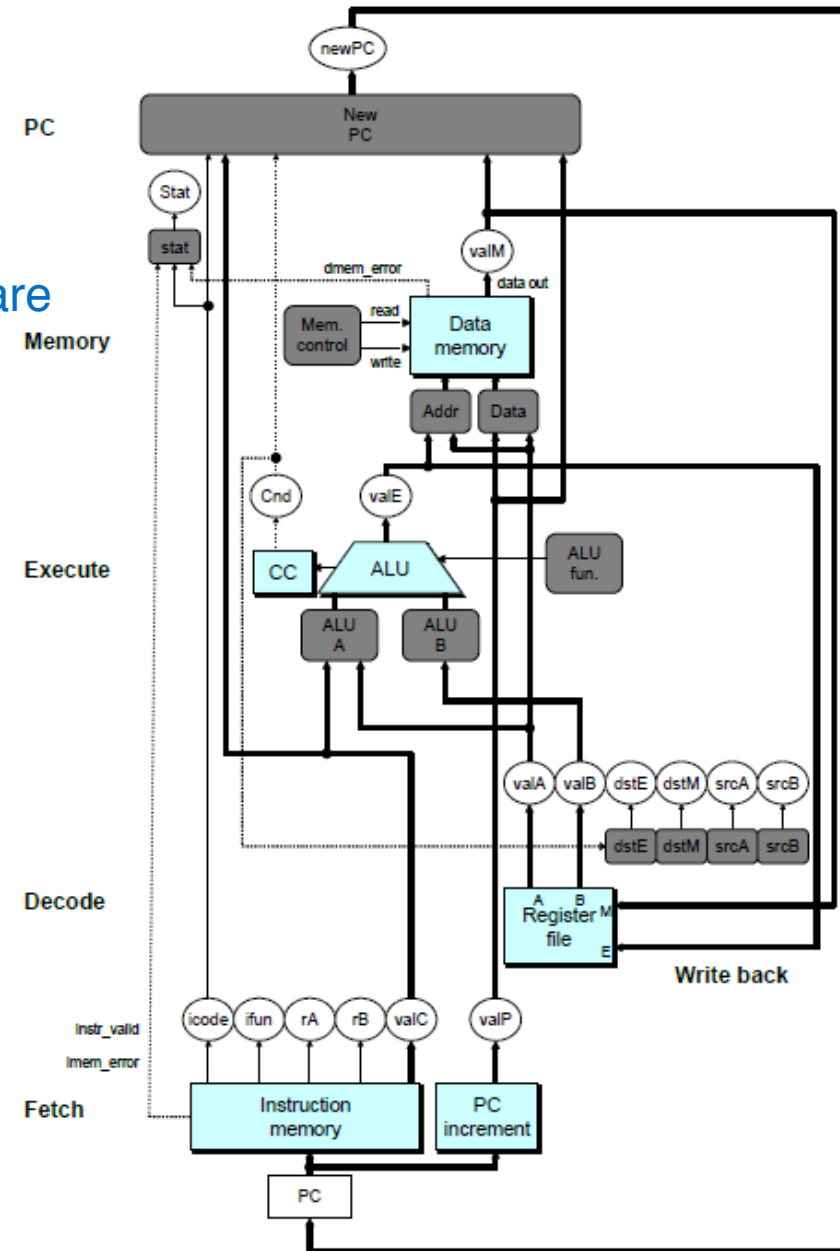 newPC
PC
New
PC
Stat
stat
valM
dmem_error
data out
are
Memory
Mem.
control
read
write
Data
memory
Addr
Data
Cnd
valE
Execute
CC
ALU
ALU
fun.
ALU
A
ALU
B
valA
valB
dstE
dstM
srcA
srcB
dstE
dstM
srcA
srcB
Decode
A
B
M
Register
file
E
Write back
Instr_valid
icode
ifun
rA
rB
valC
valP
Imem_error
Fetch
Instruction
memory
PC
increment
PC